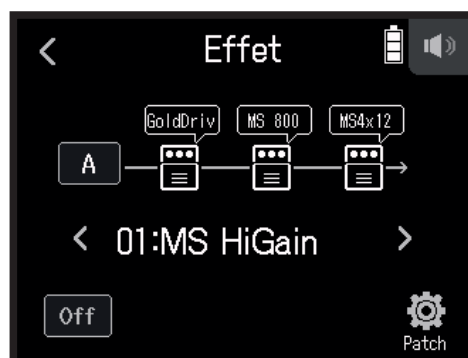 Effet
GoldDriv MS 800 MS4x12
A
01:MS HiGain
Off
Patch